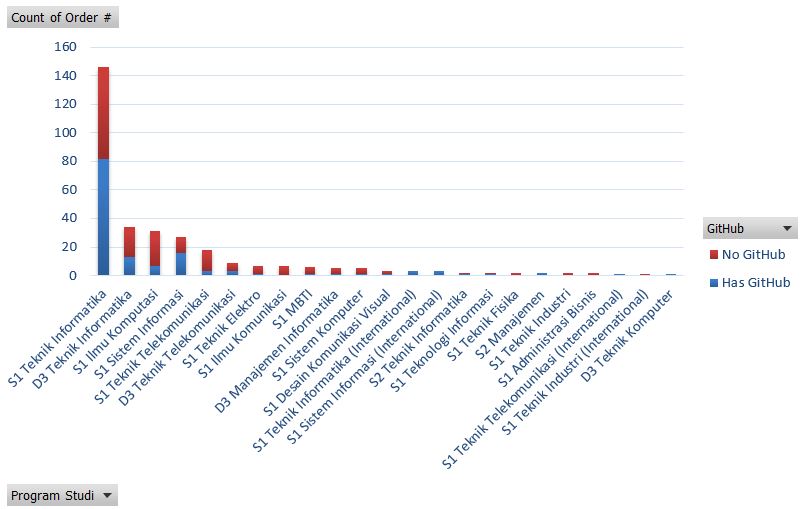 Count of Order #
160
140
120
100
80
60
40
20
0
S1 Teknik Informatika
D3 Teknik Informatika
S1 Ilmu Komputasi
S1 Sistem Informasi
S1 Teknik Telekomunikasi
D3 Teknik Telekomunikasi
S1 Teknik Elektro
S1 Ilmu Komunikasi
S1 MBTI
D3 Manajemen Informatika
S1 Sistem Komputer
S1 Desain Komunikasi Visual
S1 Teknik Informatika (International)
S1 Sistem Informasi (International)
S2 Teknik Informatika
S1 Teknologi Informasi
S1 Teknik Fisika
S2 Manajemen
S1 Teknik Industri
S1 Administrasi Bisnis
S1 Teknik Telekomunikasi (International)
S1 Teknik Industri (International)
D3 Teknik Komputer
GitHub
No GitHub
Has GitHub
Program Studi